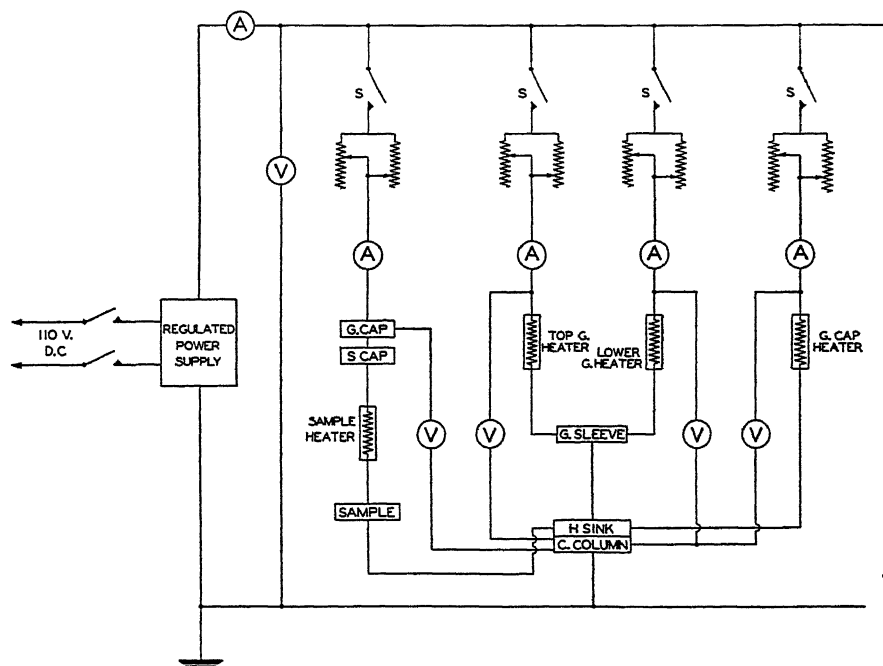 A
S
S
S
S
V
A
A
A
A
110 V.
D.C
REGULATED
POWER
SUPPLY
G.CAP
S CAP
TOP G.
HEATER
LOWER
G.HEATER
G. CAP
HEATER
SAMPLE
HEATER
V
V
G.SLEEVE
V
V
SAMPLE
H SINK
C. COLUMN